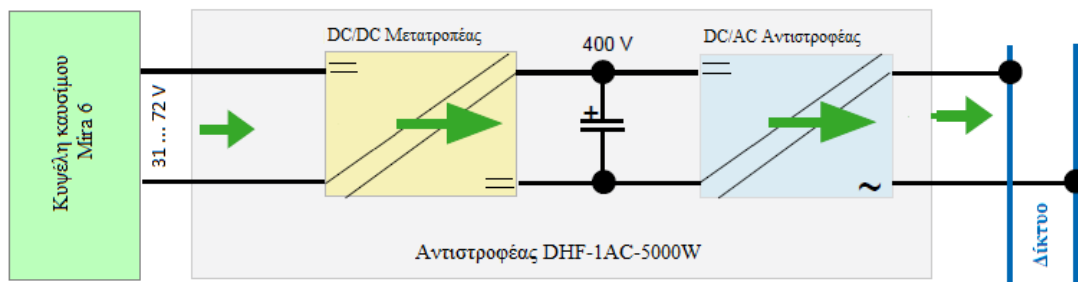 Κυψέλη καυσίμου
Mira 6
31 ... 72 V
DC/DC Μετατροπέας
400 V
+
DC/AC Αντιστροφέας
~
Αντιστροφέας DHF-1AC-5000W
Δίκτυο